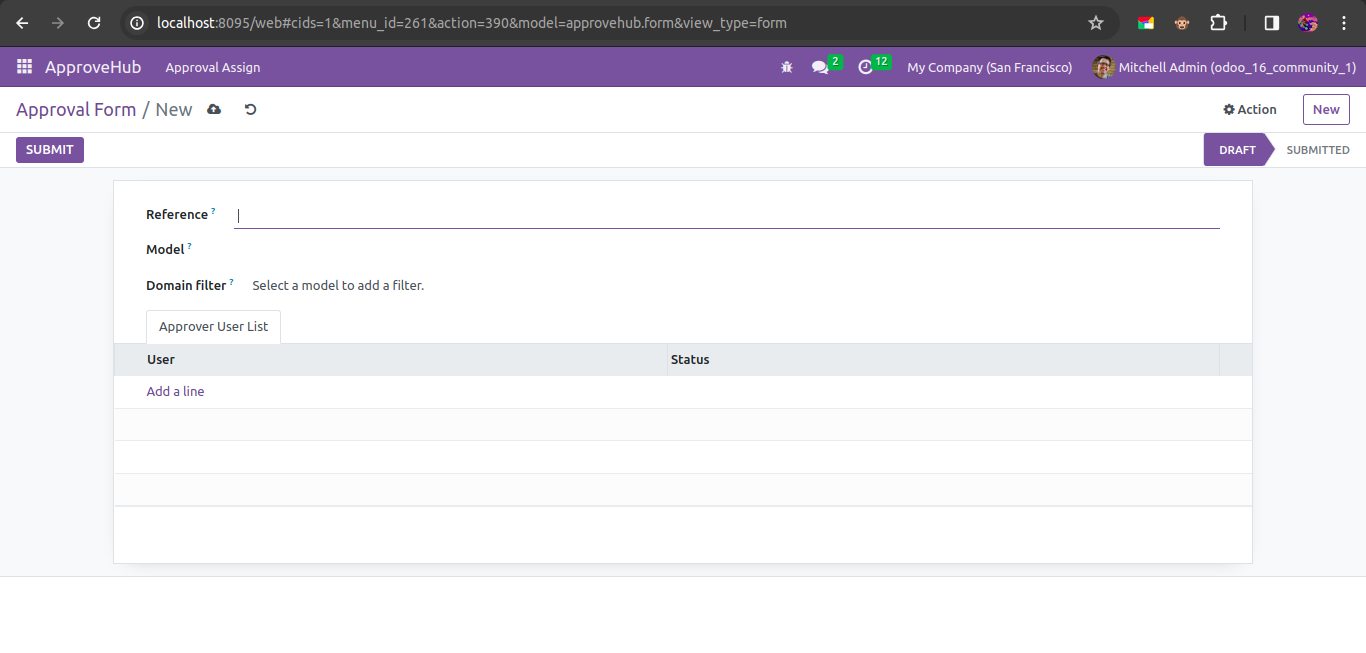 localhost:8095/web#cids=1&menu_id=261&action=390&model=approvehub.form&view_type=form
ApproveHub Approval Assign 2 12 My Company (San Francisco) Mitchell Admin (odoo_16_community_1)
Approval Form / New Action New
SUBMIT DRAFT SUBMITTED
Reference ?
Model ?
Domain filter ? Select a model to add a filter.
Approver User List
User Status
Add a line